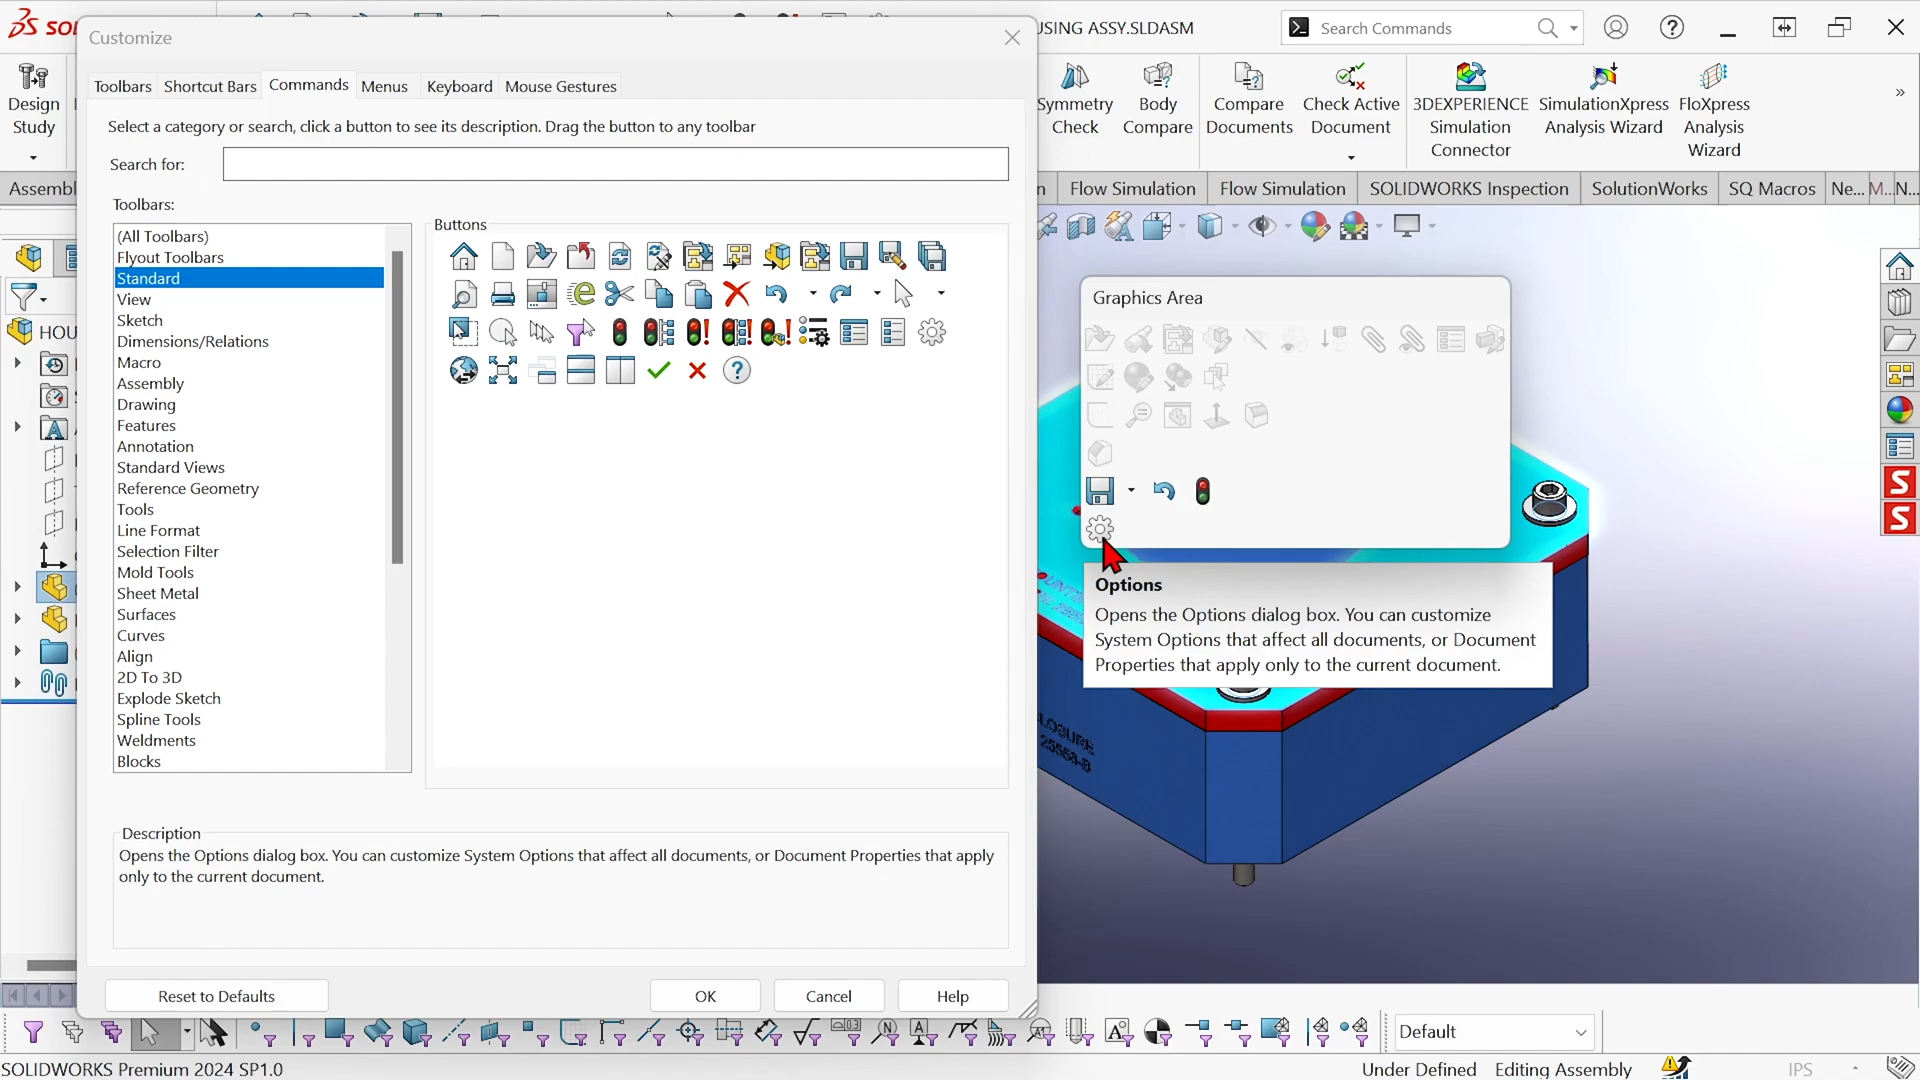 SOL
USING ASSY.SLDASM
Search Commands
Customize
Toolbars
Shortcut Bars
Commands
Menus
Keyboard
Mouse Gestures
Design
Study
Symmetry
Check
Body
Compare
Compare
Documents
Check Active
Document
3DEXPERIENCE
Simulation
Connector
SimulationXpress
Analysis Wizard
FloXpress
Analysis
Wizard
Select a category or search, click a button to see its description. Drag the button to any toolbar
Search for:
Assembl
n
Flow Simulation
Flow Simulation
SOLIDWORKS Inspection
SolutionWorks
SQ Macros
Ne...
M...
N...
Toolbars:
Buttons
(All Toolbars)
Flyout Toolbars
Standard
View
Sketch
Dimensions/Relations
Macro
Assembly
Drawing
Features
Annotation
Standard Views
Reference Geometry
Tools
Line Format
Selection Filter
Mold Tools
Sheet Metal
Surfaces
Curves
Align
2D To 3D
Explode Sketch
Spline Tools
Weldments
Blocks
HOU
Graphics Area
Options
Opens the Options dialog box. You can customize
System Options that affect all documents, or Document
Properties that apply only to the current document.
LOSURE
25550-B
Description
Opens the Options dialog box. You can customize System Options that affect all documents, or Document Properties that apply
only to the current document.
Reset to Defaults
OK
Cancel
Help
Default
SOLIDWORKS Premium 2024 SP1.0
Under Defined
Editing Assembly
IPS